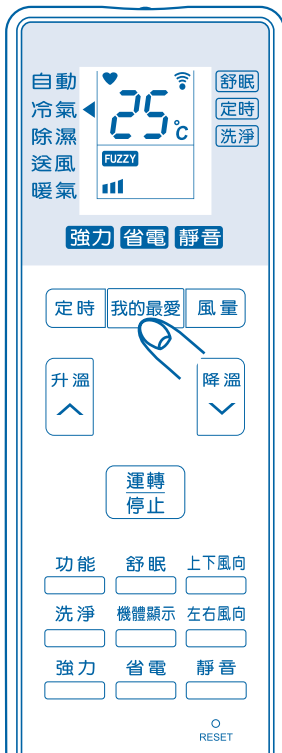 自動
冷氣
除濕
送風
暖氣
25°c
FUZZY
舒眠
定時
洗淨
強力 省電 靜音
定時 我的最愛 風量
升溫 降溫
運轉
停止
功能 舒眠 上下風向
洗淨 機體顯示 左右風向
強力 省電 靜音
RESET